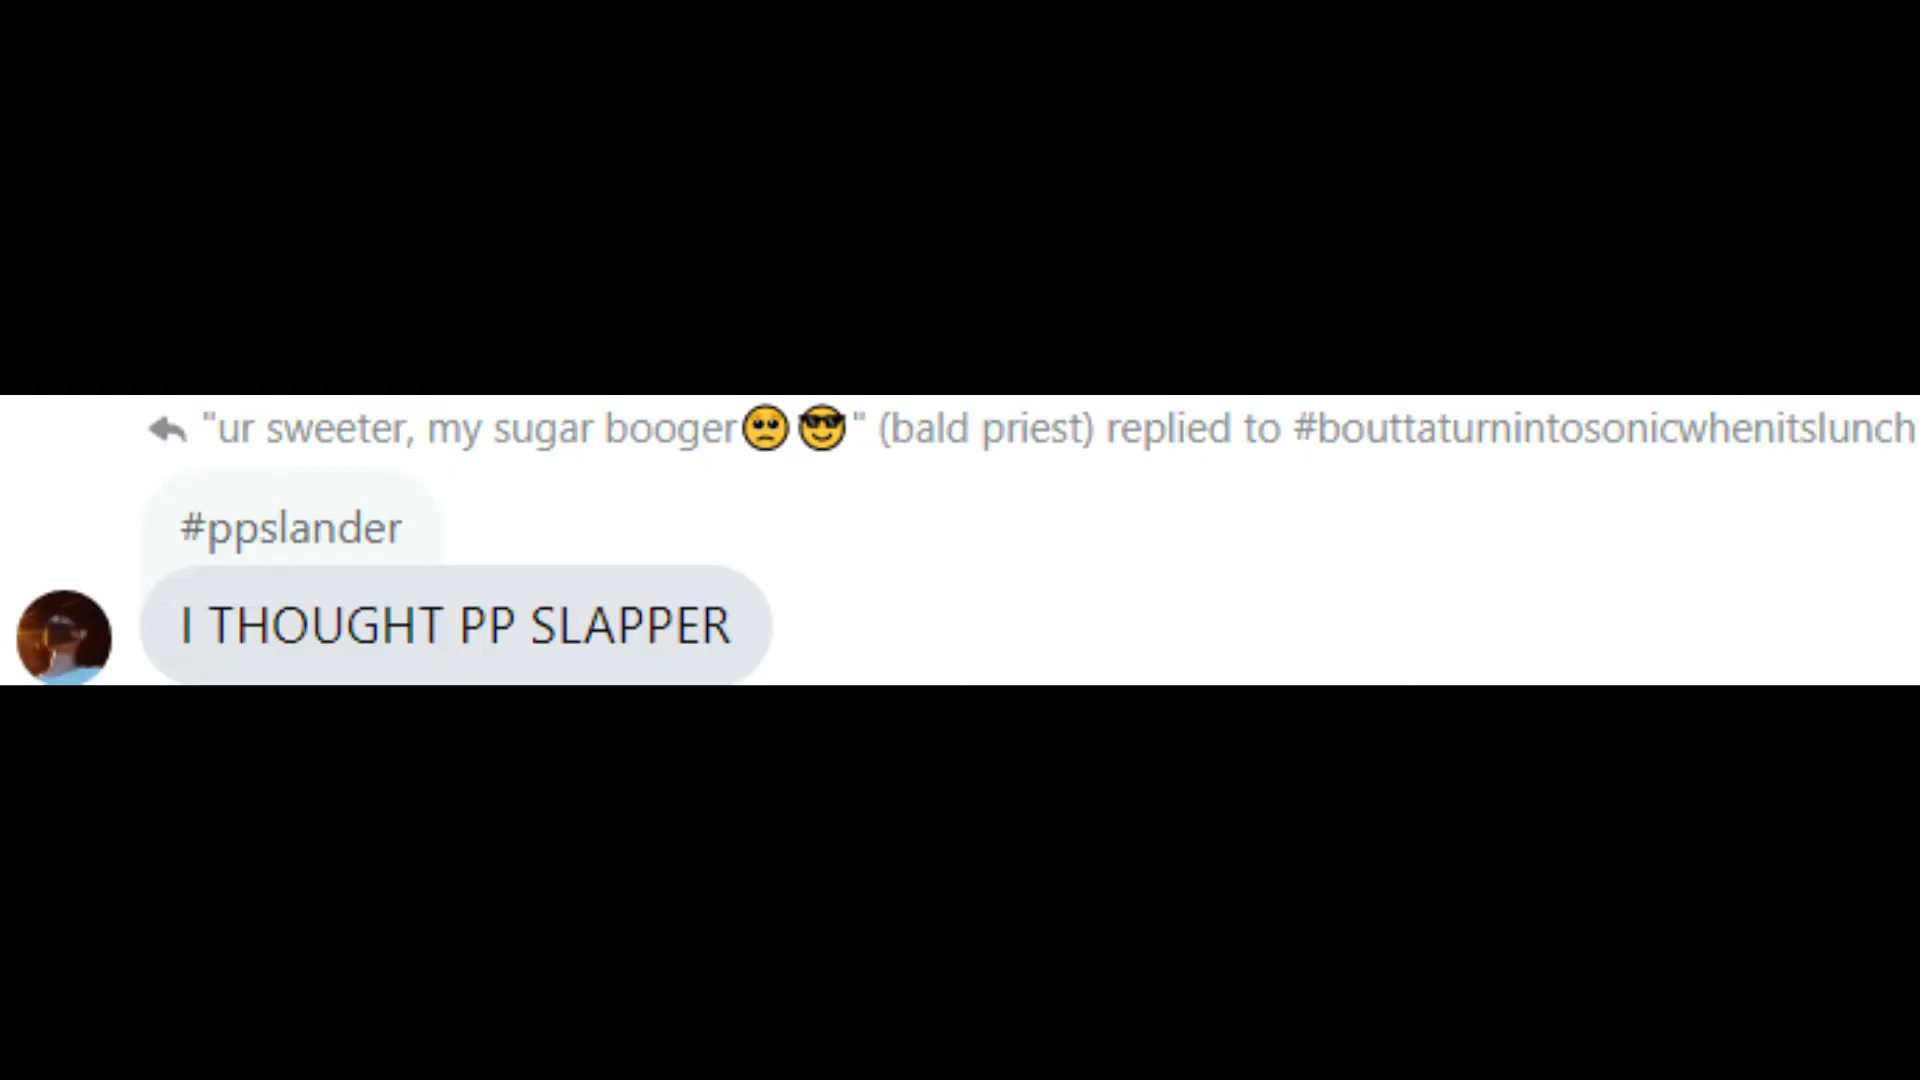 "ur sweeter, my sugar booger🥺😎" (bald priest) replied to #bouttaturnintosonicwhenitslunch
#ppslander
I THOUGHT PP SLAPPER